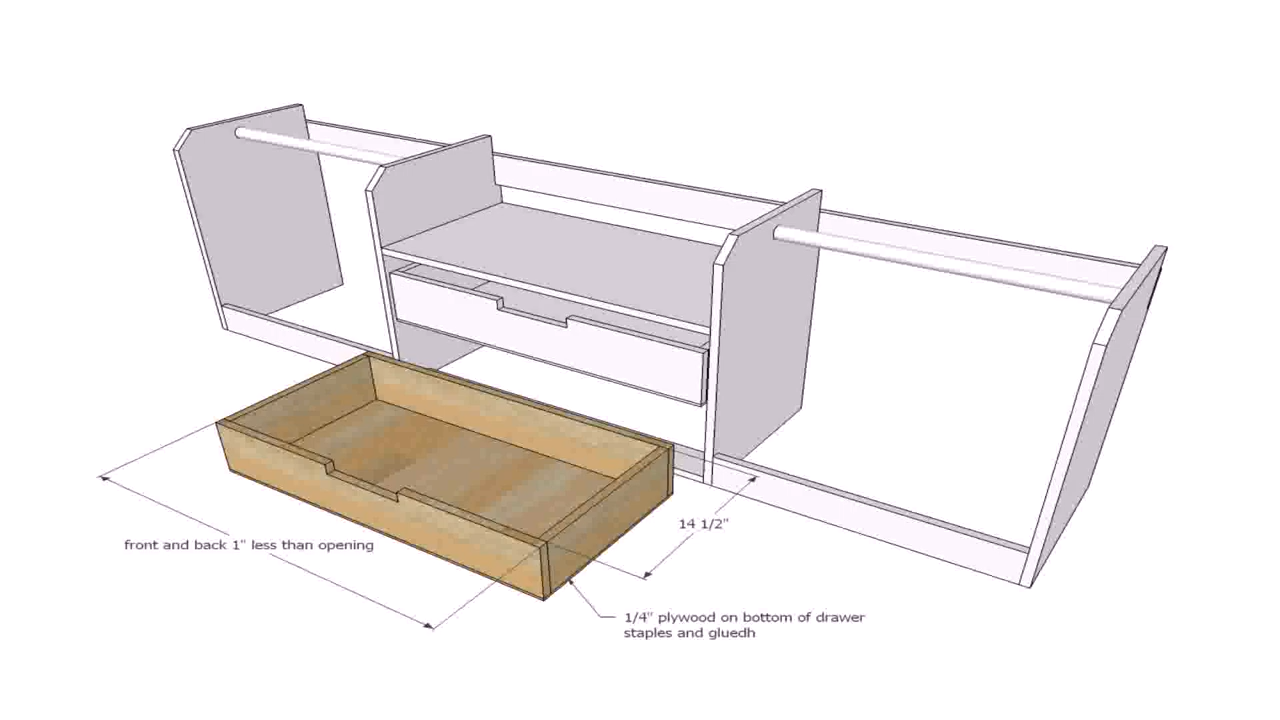 14 1/2"
front and back 1" less than opening
1/4" plywood on bottom of drawer
staples and gluedh